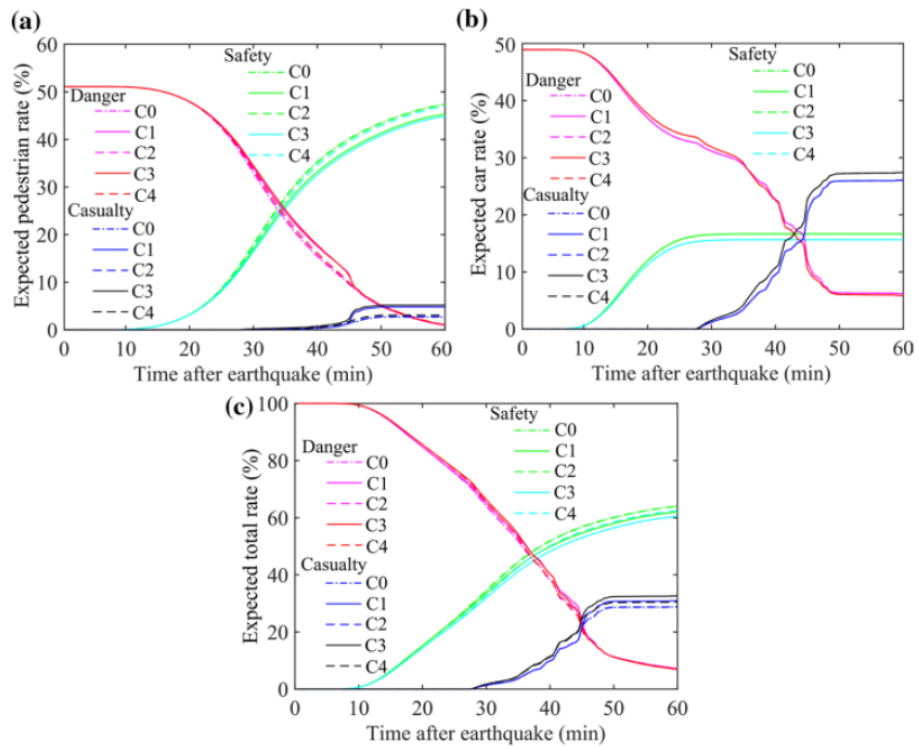 (a)
Expected pedestrian rate (%)
60
50
40
30
20
10
0
Danger
C0
C1
C2
C3
C4
Casualty
C0
C1
C2
C3
C4
Safety
C0
C1
C2
C3
C4
0 10 20 30 40 50 60
Time after earthquake (min)
(b)
Expected car rate (%)
50
40
30
20
10
0
Danger
C0
C1
C2
C3
C4
Casualty
C0
C1
C2
C3
C4
Safety
C0
C1
C2
C3
C4
0 10 20 30 40 50 60
Time after earthquake (min)
(c)
Expected total rate (%)
100
80
60
40
20
0
Danger
C0
C1
C2
C3
C4
Casualty
C0
C1
C2
C3
C4
Safety
C0
C1
C2
C3
C4
0 10 20 30 40 50 60
Time after earthquake (min)